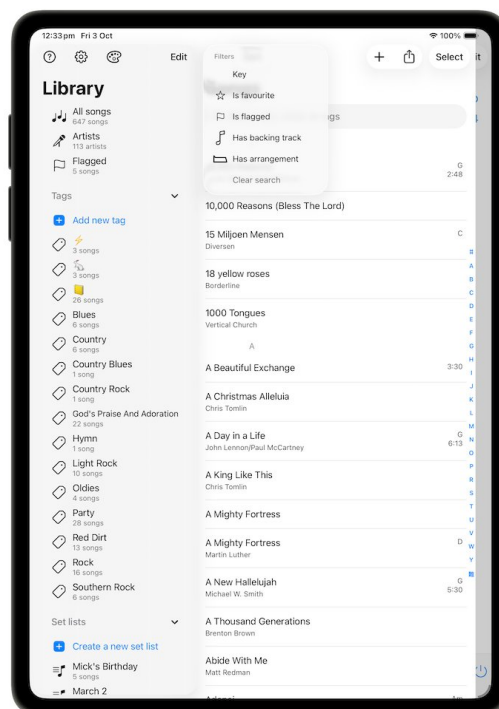 12:33 pm Fri 3 Oct
100%
Edit
Select
it
Library
All songs
647 songs
Artists
113 artists
Flagged
5 songs
Tags
Add new tag
⚡
3 songs
3 songs
26 songs
Blues
6 songs
Country
6 songs
Country Blues
1 song
Country Rock
1 song
God's Praise And Adoration
22 songs
Hymn
1 song
Light Rock
10 songs
Oldies
4 songs
Party
28 songs
Red Dirt
13 songs
Rock
16 songs
Southern Rock
6 songs
Set lists
Create a new set list
Mick's Birthday
5 songs
March 2
Filters
Key
Is favourite
Is flagged
Has backing track
Has arrangement
Clear search
gs
G
2:48
10,000 Reasons (Bless The Lord)
15 Miljoen Mensen
C
Diversen
18 yellow roses
Borderline
1000 Tongues
Vertical Church
A
A Beautiful Exchange
3:30
A Christmas Alleluia
Chris Tomlin
A Day in a Life
G
John Lennon/Paul McCartney
6:13
A King Like This
Chris Tomlin
A Mighty Fortress
A Mighty Fortress
D
Martin Luther
A New Hallelujah
G
Michael W. Smith
5:30
A Thousand Generations
Brenton Brown
Abide With Me
Matt Redman
#
A
B
C
D
E
F
G
H
I
J
K
L
M
N
O
P
R
S
T
U
V
W
Y